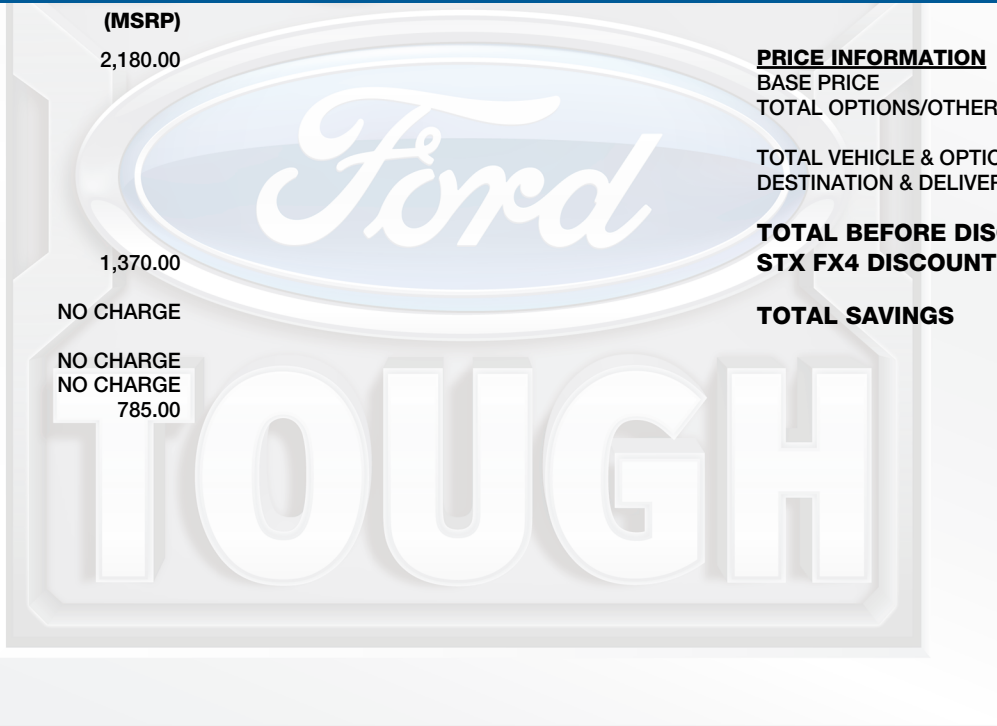 (MSRP)
2,180.00
1,370.00
NO CHARGE
NO CHARGE
NO CHARGE
785.00
PRICE INFORMATION
BASE PRICE
TOTAL OPTIONS/OTHER
TOTAL VEHICLE & OPTIO
DESTINATION & DELIVER
TOTAL BEFORE DIS
STX FX4 DISCOUNT
TOTAL SAVINGS
Ford
TOUGH